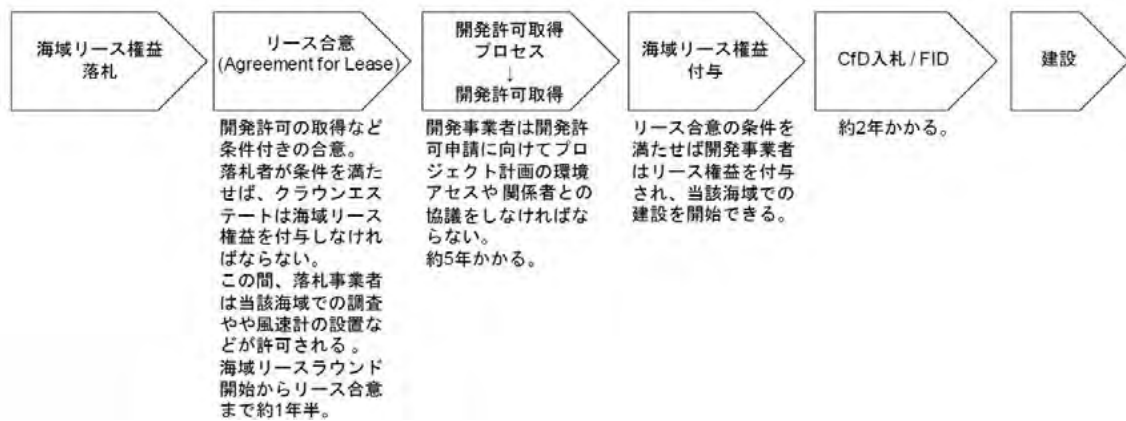 海域リース権益
落札
リース合意
(Agreement for Lease)
開発許可取得
プロセス
↓
開発許可取得
海域リース権益
付与
CfD入札 / FID
建設
開発許可の取得など
条件付きの合意。
落札者が条件を満た
せば、クラウンエス
テートは海域リース
権益を付与しなけれ
ばならない。
この間、落札事業者
は当該海域での調査
やや風速計の設置な
どが許可される。
海域リースラウンド
開始からリース合意
まで約1年半。
開発事業者は開発許
可申請に向けてプロ
ジェクト計画の環境
アセスや関係者との
協議をしなければな
らない。
約5年かかる。
リース合意の条件を
満たせば開発事業者
はリース権益を付与
され、当該海域での
建設を開始できる。
約2年かかる。